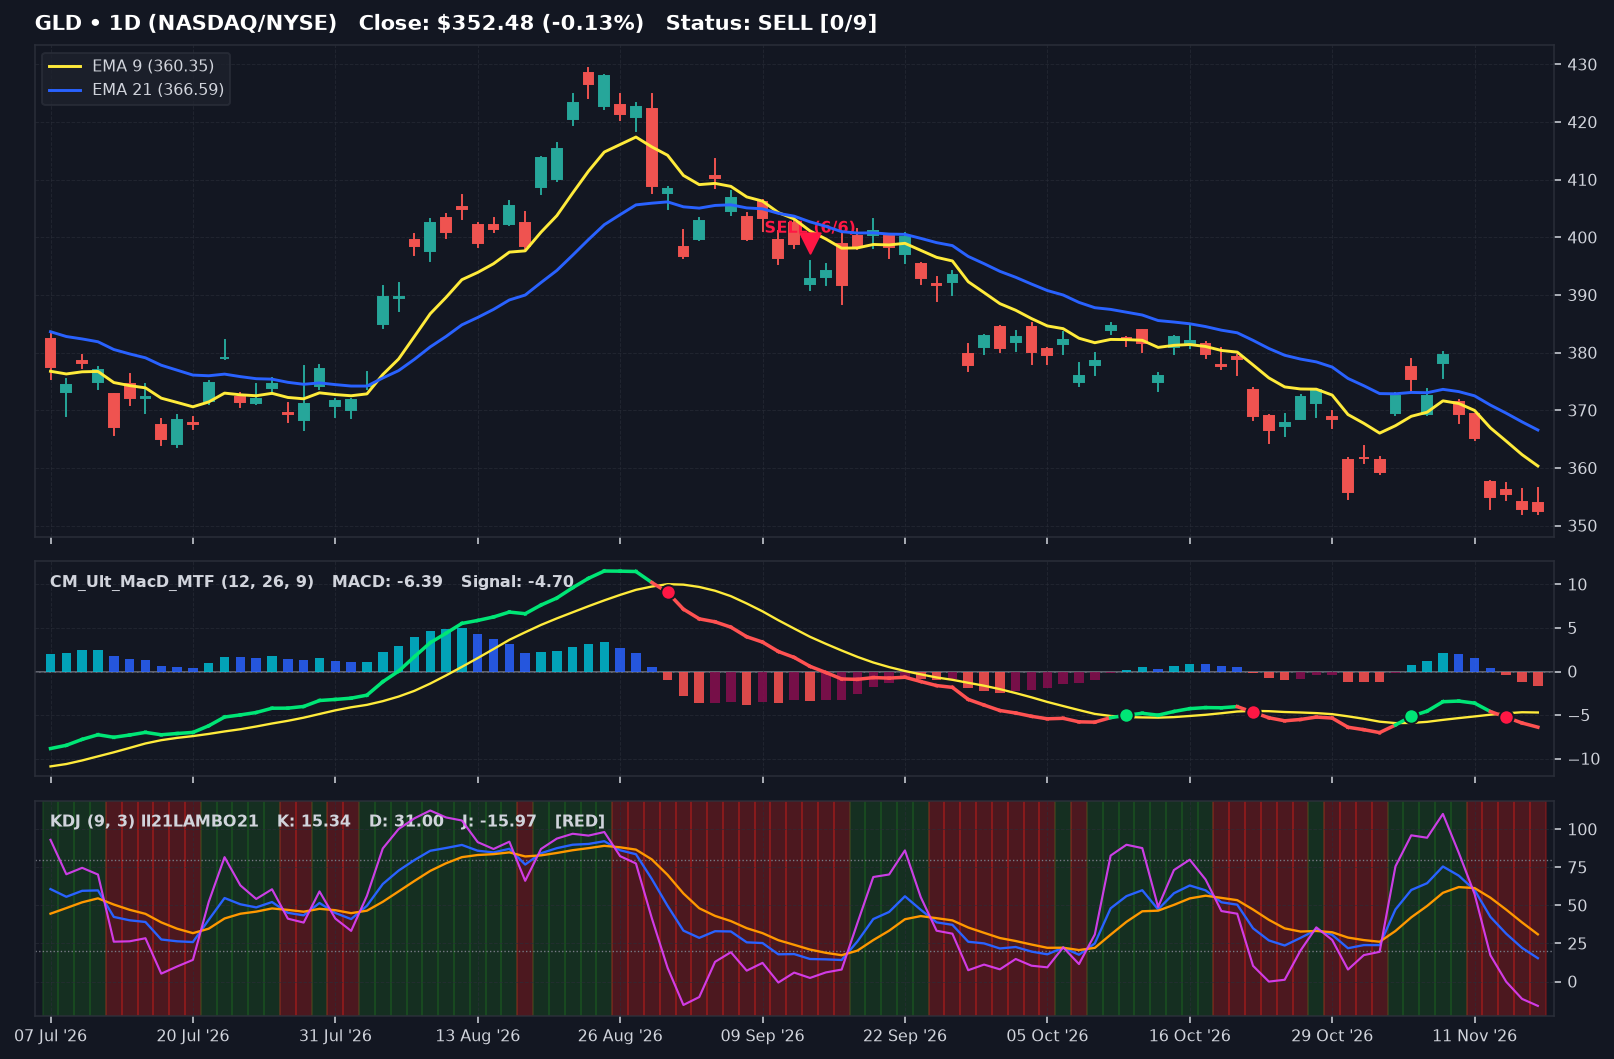 GLD • 1D (NASDAQ/NYSE)   Close: $352.48 (-0.13%)   Status: SELL [0/9]
EMA 9 (360.35)
EMA 21 (366.59)
SELL (6/6)
430
420
410
400
390
380
370
360
350
CM_Ult_MacD_MTF (12, 26, 9)   MACD: -6.39   Signal: -4.70
10
5
0
−5
−10
KDJ (9, 3) II21LAMBO21   K: 15.34   D: 31.00   J: -15.97   [RED]
100
75
50
25
0
07 Jul '26
20 Jul '26
31 Jul '26
13 Aug '26
26 Aug '26
09 Sep '26
22 Sep '26
05 Oct '26
16 Oct '26
29 Oct '26
11 Nov '26